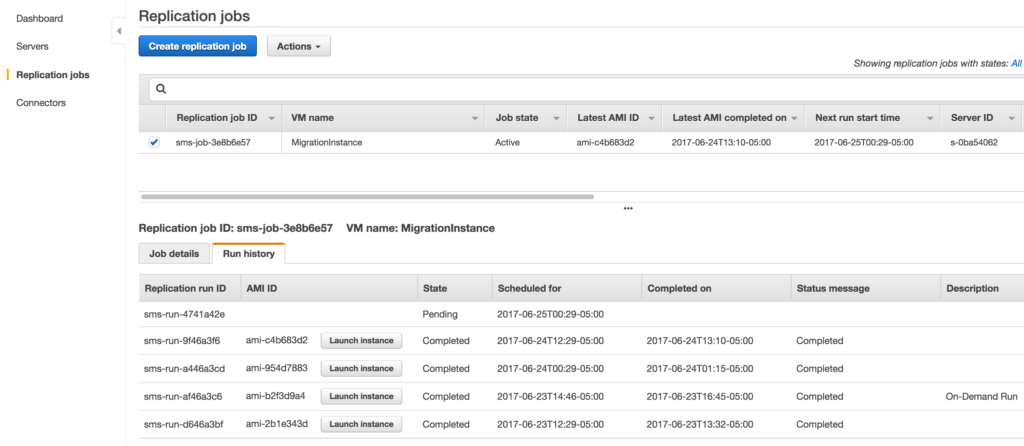 Dashboard
Servers
Replication jobs
Connectors
Replication jobs
Create replication job Actions
Showing replication jobs with states: All
Replication job ID VM name Job state Latest AMI ID Latest AMI completed on Next run start time Server ID
sms-job-3e8b6e57 MigrationInstance Active ami-c4b683d2 2017-06-24T13:10-05:00 2017-06-25T00:29-05:00 s-0ba54062
Replication job ID: sms-job-3e8b6e57 VM name: MigrationInstance
Job details Run history
Replication run ID AMI ID State Scheduled for Completed on Status message Description
sms-run-4741a42e Pending 2017-06-25T00:29-05:00
sms-run-9f46a3f6 ami-c4b683d2 Launch instance Completed 2017-06-24T12:29-05:00 2017-06-24T13:10-05:00 Completed
sms-run-a446a3cd ami-954d7883 Launch instance Completed 2017-06-24T00:29-05:00 2017-06-24T01:15-05:00 Completed
sms-run-af46a3c6 ami-b2f3d9a4 Launch instance Completed 2017-06-23T14:46-05:00 2017-06-23T16:45-05:00 Completed On-Demand Run
sms-run-d646a3bf ami-2b1e343d Launch instance Completed 2017-06-23T12:29-05:00 2017-06-23T13:32-05:00 Completed